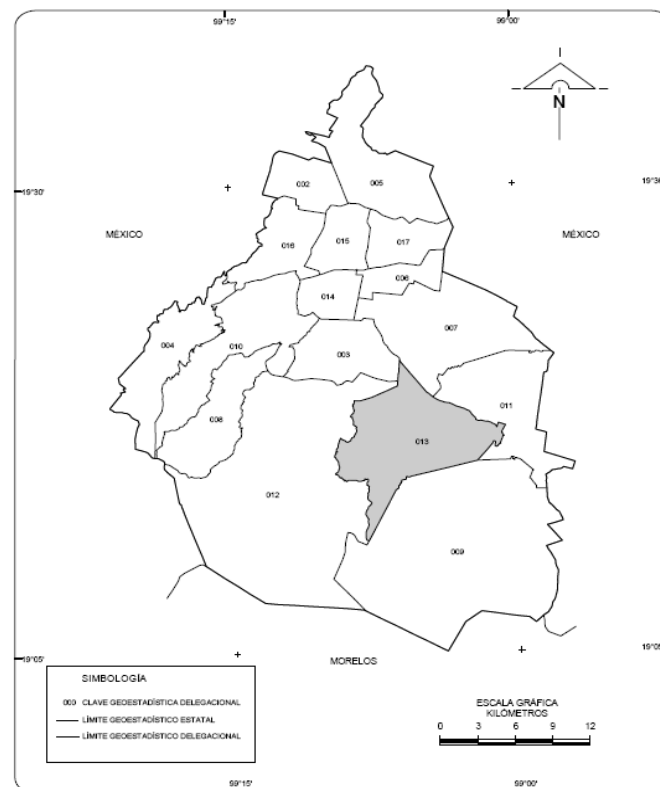 99°15' 99°00'
N
19°30' 19°30'
002 005
MÉXICO MÉXICO
016 015 017
006
014
007
004 010 003
011
008
013
012
009
19°05' 19°05'
MORELOS
SIMBOLOGÍA
000 CLAVE GEOESTADÍSTICA DELEGACIONAL
LÍMITE GEOESTADÍSTICO ESTATAL
LÍMITE GEOESTADÍSTICO DELEGACIONAL
ESCALA GRÁFICA
KILÓMETROS
0 3 6 9 12
99°15' 99°00'